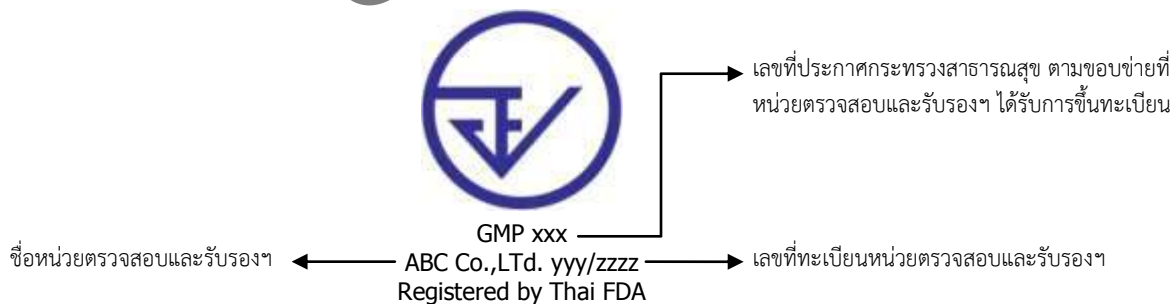 เลขที่ประกาศกระทรวงสาธารณสุข ตามขอบข่ายที่
หน่วยตรวจสอบและรับรองฯ ได้รับการขึ้นทะเบียน
GMP xxx
ชื่อหน่วยตรวจสอบและรับรองฯ
ABC Co.,LTd. yyy/zzzz
เลขที่ทะเบียนหน่วยตรวจสอบและรับรองฯ
Registered by Thai FDA